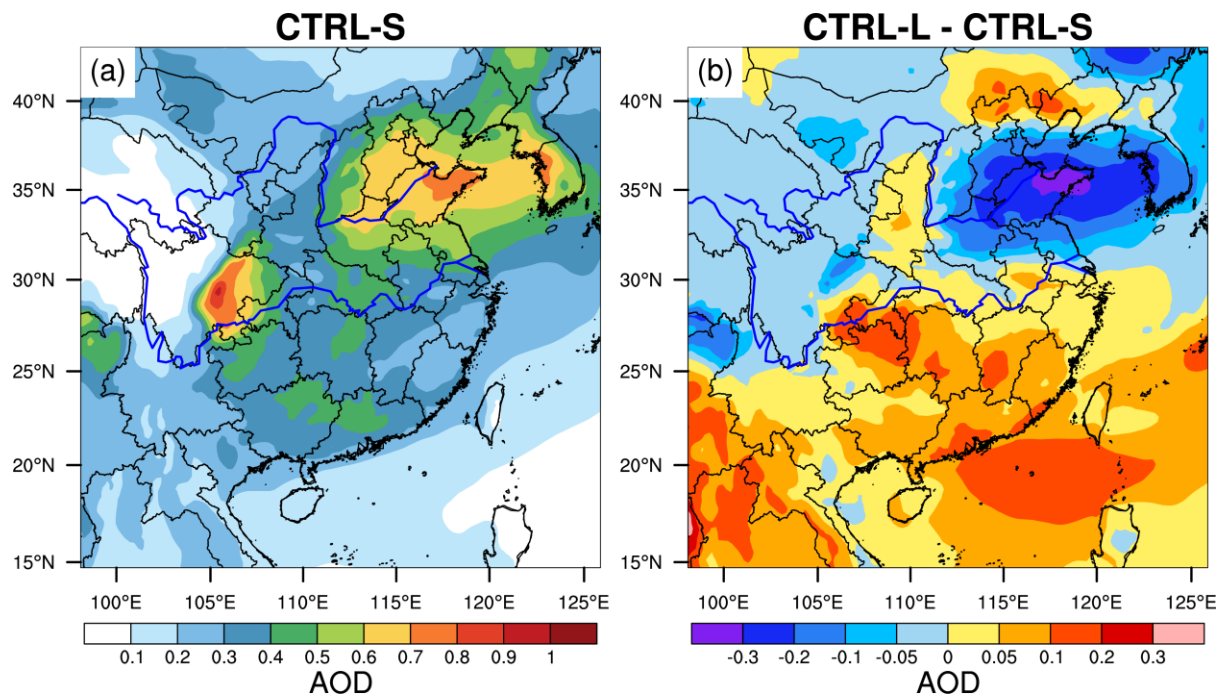 CTRL-S
CTRL-L - CTRL-S
(a)
(b)
40°N
35°N
30°N
25°N
20°N
15°N
40°N
35°N
30°N
25°N
20°N
15°N
100°E 105°E 110°E 115°E 120°E 125°E
100°E 105°E 110°E 115°E 120°E 125°E
0.1 0.2 0.3 0.4 0.5 0.6 0.7 0.8 0.9 1
-0.3 -0.2 -0.1 -0.05 0 0.05 0.1 0.2 0.3
AOD
AOD